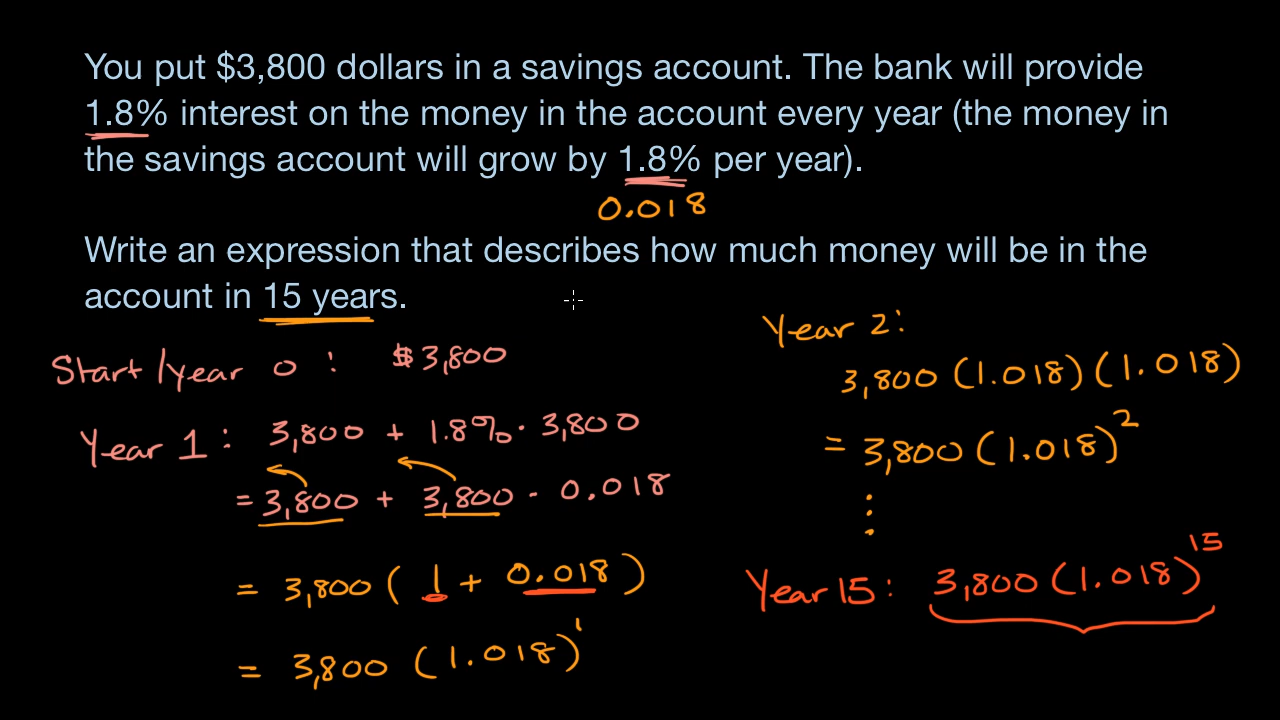 You put $3,800 dollars in a savings account. The bank will provide
1.8% interest on the money in the account every year (the money in
the savings account will grow by 1.8% per year).
0.018
Write an expression that describes how much money will be in the
account in 15 years.
Start/year 0 : $3,800
Year 1 : 3,800 + 1.8% · 3,800
= 3,800 + 3,800 · 0.018
= 3,800 ( 1 + 0.018 )
= 3,800 (1.018)¹
Year 2:
3,800 (1.018) (1.018)
= 3,800 (1.018)²
⋮
Year 15: 3,800 (1.018)¹⁵